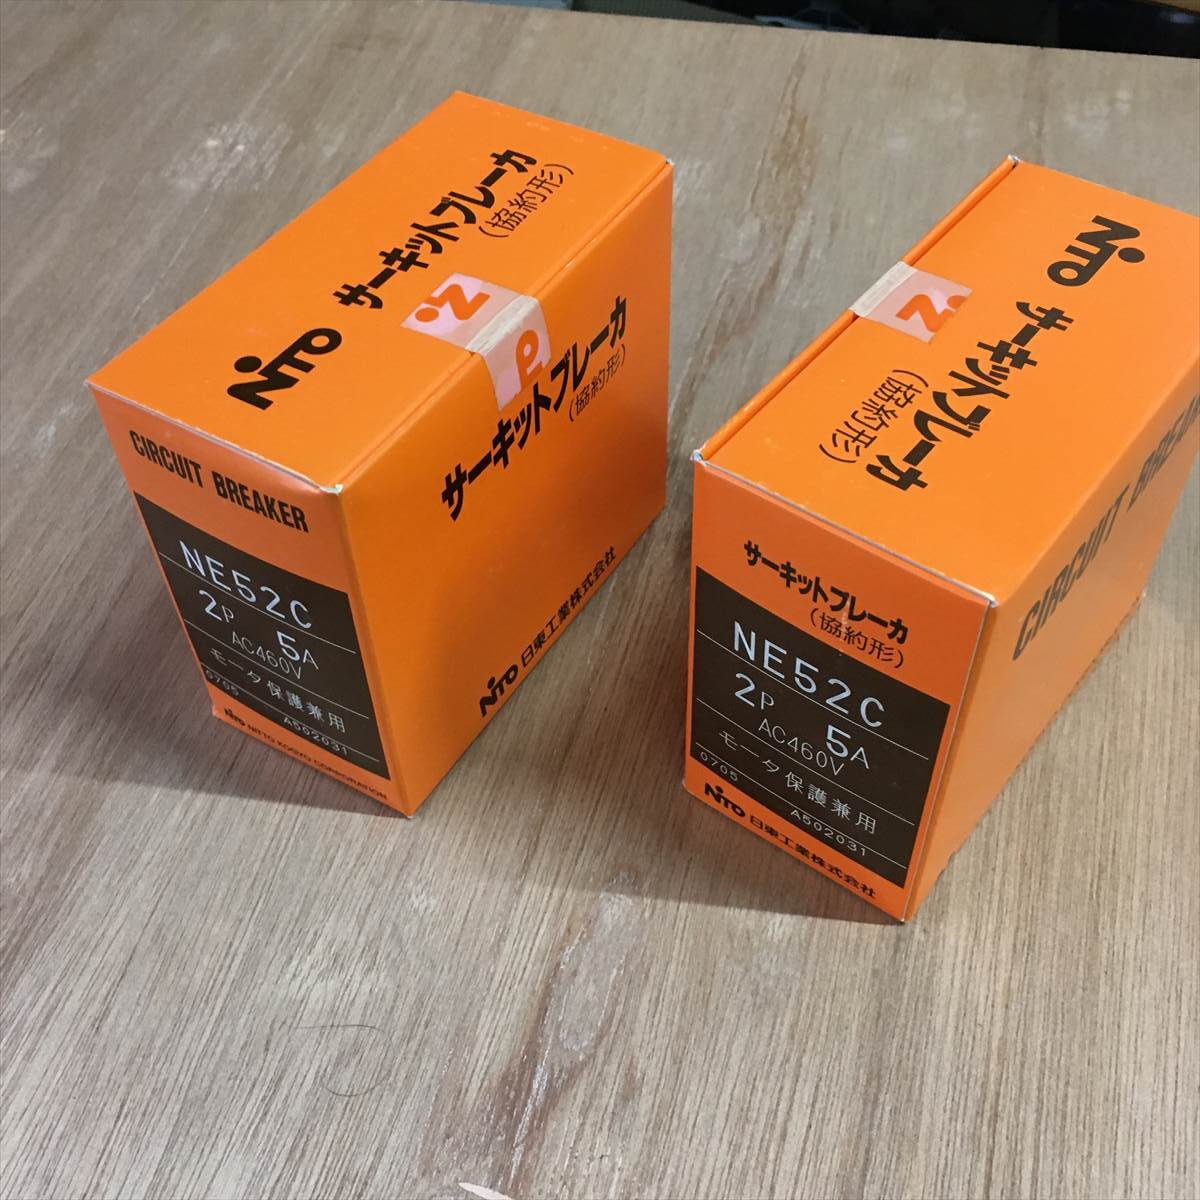 NiTO
サーキットブレーカ
(協約形)
サーキットブレーカ
(協約形)
NiTO 日東工業株式会社
CIRCUIT BREAKER
NE52C
2P 5A
AC460V
モータ保護兼用
0705 A502031
NiTO NITTO KOGYO CORPORATION
NiTO
サーキットブレーカ
(協約形)
サーキットブレーカ
(協約形)
NE52C
2P 5A
AC460V
モータ保護兼用
0705 A502031
NiTO 日東工業株式会社
CIRCUIT